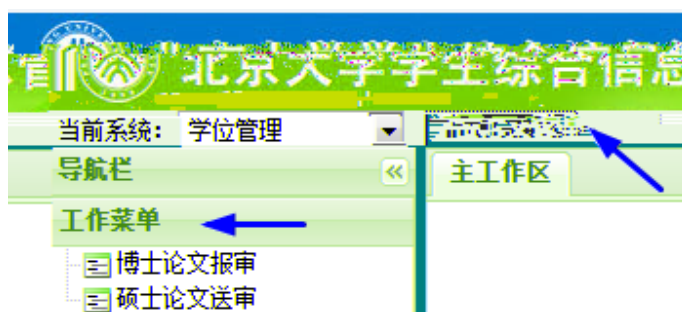 北京大学学生综合信息
当前系统： 学位管理
导航栏
主工作区
工作菜单
博士论文报审
硕士论文送审